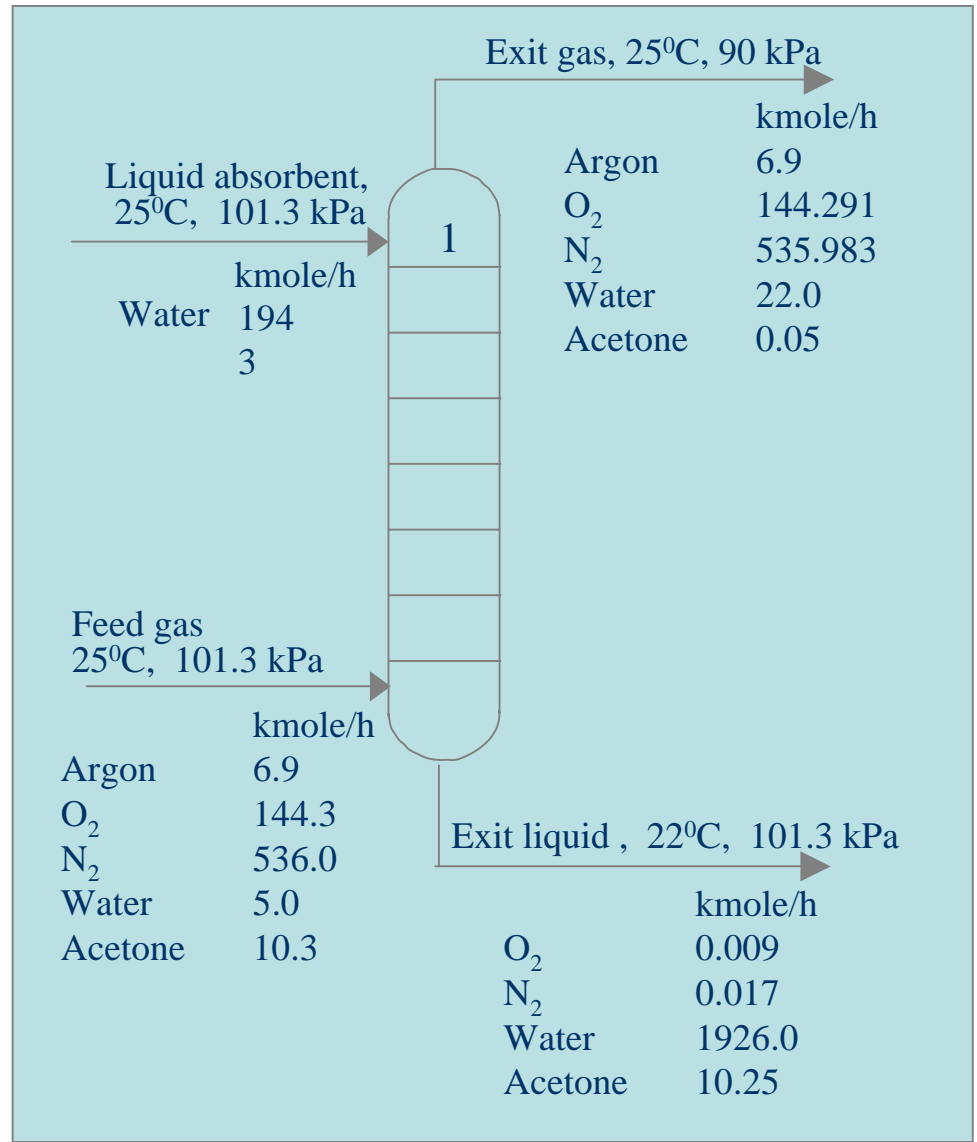 Exit gas, 25⁰C, 90 kPa
kmole/h
Argon 6.9
O₂ 144.291
N₂ 535.983
Water 22.0
Acetone 0.05
Liquid absorbent,
25⁰C, 101.3 kPa
kmole/h
Water 194
3
1
Feed gas
25⁰C, 101.3 kPa
kmole/h
Argon 6.9
O₂ 144.3
N₂ 536.0
Water 5.0
Acetone 10.3
Exit liquid , 22⁰C, 101.3 kPa
kmole/h
O₂ 0.009
N₂ 0.017
Water 1926.0
Acetone 10.25